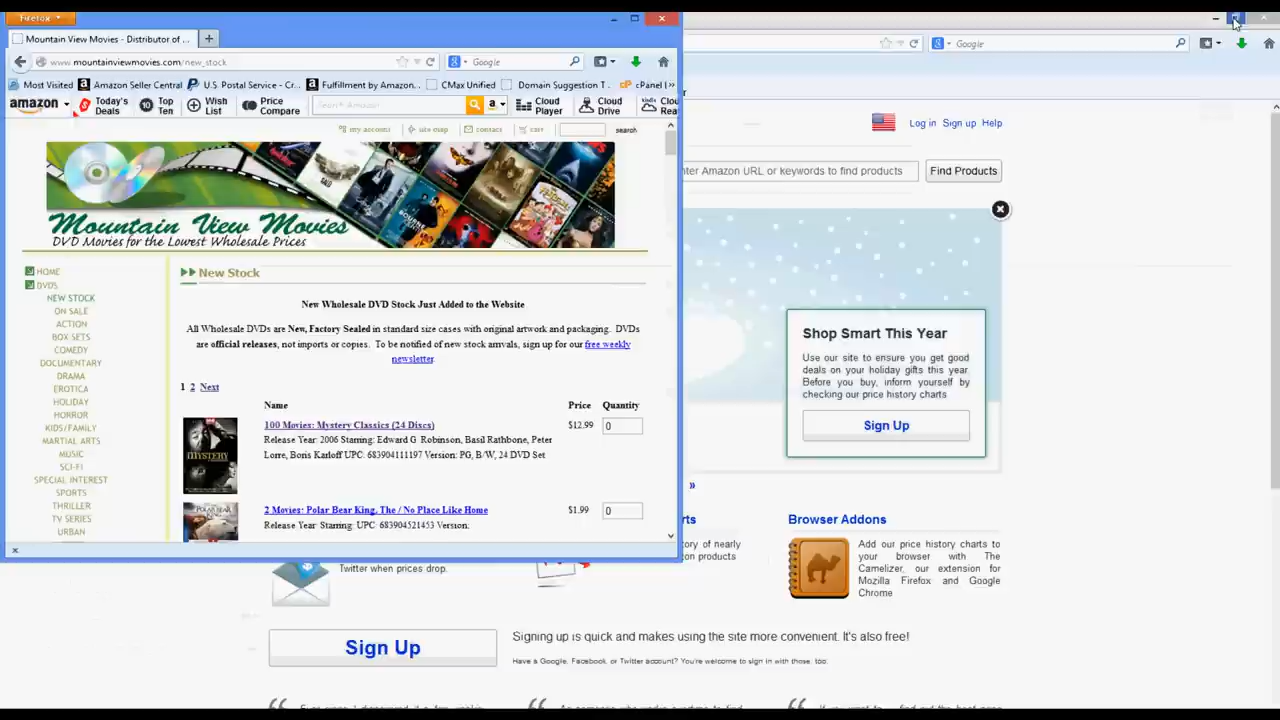 Firefox
Mountain View Movies - Distributor of ...
www.mountainviewmovies.com/new_stock
Google
Most Visited
Amazon Seller Central
U.S. Postal Service - Cr...
Fulfillment by Amazon...
CMax Unified
Domain Suggestion T...
cPanel
»
amazon
Today's Deals
10
Top Ten
Wish List
Price Compare
Search Amazon
a
Cloud Player
Cloud Drive
my account
site map
contact
cart
search
Mountain View Movies
DVD Movies for the Lowest Wholesale Prices
HOME
DVDS
NEW STOCK
ON SALE
ACTION
BOX SETS
COMEDY
DOCUMENTARY
DRAMA
EROTICA
HOLIDAY
HORROR
KIDS/FAMILY
MARTIAL ARTS
MUSIC
SCI-FI
SPECIAL INTEREST
SPORTS
THRILLER
TV SERIES
URBAN
New Stock
New Wholesale DVD Stock Just Added to the Website
All Wholesale DVDs are New, Factory Sealed in standard size cases with original artwork and packaging. DVDs
are official releases, not imports or copies. To be notified of new stock arrivals, sign up for our free weekly
newsletter.
1 2 Next
Name Price Quantity
100 Movies: Mystery Classics (24 Discs) $12.99 0
Release Year: 2006 Starring: Edward G. Robinson, Basil Rathbone, Peter
Lorre, Boris Karloff UPC: 683904111197 Version: PG, B/W, 24 DVD Set
MYSTERY
2 Movies: Polar Bear King, The / No Place Like Home $1.99 0
Release Year: Starring: UPC: 683904521453 Version:
Google
Log in Sign up Help
nter Amazon URL or keywords to find products
Find Products
Shop Smart This Year
Use our site to ensure you get good
deals on your holiday gifts this year.
Before you buy, inform yourself by
checking our price history charts
Sign Up
»
rts
tory of nearly
zon products
Browser Addons
Add our price history charts to
your browser with The
Camelizer, our extension for
Mozilla Firefox and Google
Chrome
Twitter when prices drop.
Sign Up
Signing up is quick and makes using the site more convenient. It's also free!
Have a Google, Facebook, or Twitter account? You're welcome to sign in with those, too.